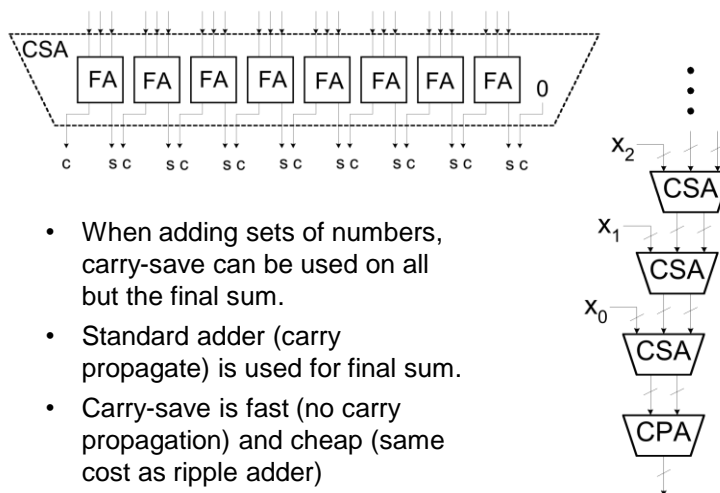 CSA
FA FA FA FA FA FA FA FA 0
c s c s c s c s c s c s c s c s
x2
CSA
x1
CSA
x0
CSA
CPA
• When adding sets of numbers,
carry-save can be used on all
but the final sum.
• Standard adder (carry
propagate) is used for final sum.
• Carry-save is fast (no carry
propagation) and cheap (same
cost as ripple adder)